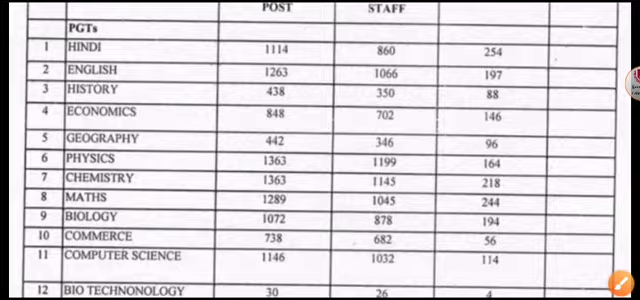 POST STAFF
PGTs
1 HINDI 1114 860 254
2 ENGLISH 1263 1066 197
3 HISTORY 438 350 88
4 ECONOMICS 848 702 146
5 GEOGRAPHY 442 346 96
6 PHYSICS 1363 1199 164
7 CHEMISTRY 1363 1145 218
8 MATHS 1289 1045 244
9 BIOLOGY 1072 878 194
10 COMMERCE 738 682 56
11 COMPUTER SCIENCE 1146 1032 114
12 BIO TECHNONOLOGY 30 26 4